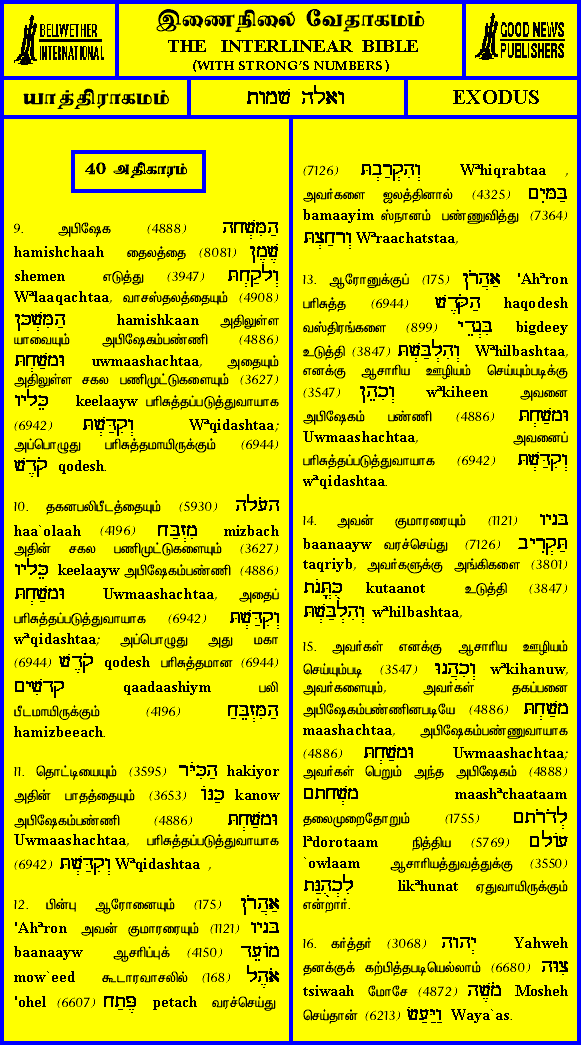 BELLWETHER
INTERNATIONAL
இணைநிலை வேதாகமம்
THE INTERLINEAR BIBLE
(WITH STRONG'S NUMBERS)
GOOD NEWS
PUBLISHERS
யாத்திராகமம்
ואלה שמות
EXODUS
40 அதிகாரம்
9. அபிஷேக (4888) הַמִּשְׁחָה
hamishchaah தைலத்தை (8081) שֶׁמֶן
shemen எடுத்து (3947) וְלָקַחְתָּ
Wªlaaqachtaa, வாசஸ்தலத்தையும் (4908)
הַמִּשְׁכָּן hamishkaan அதிலுள்ள
யாவையும் அபிஷேகம்பண்ணி (4886)
וּמָשַׁחְתָּ uwmaashachtaa, அதையும்
அதிலுள்ள சகல பணிமுட்டுகளையும் (3627)
כֵּלָיו keelaayw பரிசுத்தப்படுத்துவாயாக
(6942) וְקִדַּשְׁתָּ Wªqidashtaa;
அப்பொழுது பரிசுத்தமாயிருக்கும் (6944)
קֹדֶשׁ qodesh.
10. தகனபலிபீடத்தையும் (5930) הָעֹלָה
haa`olaah (4196) מִזְבַּח mizbach
அதின் சகல பணிமுட்டுகளையும் (3627)
כֵּלָיו keelaayw அபிஷேகம்பண்ணி (4886)
וּמָשַׁחְתָּ Uwmaashachtaa, அதைப்
பரிசுத்தப்படுத்துவாயாக (6942) וְקִדַּשְׁתָּ
wªqidashtaa; அப்பொழுது அது மகா
(6944) קֹדֶשׁ qodesh பரிசுத்தமான (6944)
קָדָשִׁים qaadaashiym பலி
பீடமாயிருக்கும் (4196) הַמִּזְבֵּחַ
hamizbeeach.
11. தொட்டியையும் (3595) הַכִּיֹּר hakiyor
அதின் பாதத்தையும் (3653) כַּנּוֹ kanow
அபிஷேகம்பண்ணி (4886) וּמָשַׁחְתָּ
Uwmaashachtaa, பரிசுத்தப்படுத்துவாயாக
(6942) וְקִדַּשְׁתָּ Wªqidashtaa ,
12. பின்பு ஆரோனையும் (175) אַהֲרֹן
'Ahªron அவன் குமாரரையும் (1121) בָּנָיו
baanaayw ஆசரிப்புக் (4150) מוֹעֵד
mow`eed கூடாரவாசலில் (168) אֹהֶל
'ohel (6607) פֶּתַח petach வரச்செய்து
(7126) וְהִקְרַבְתָּ Wªhiqrabtaa ,
அவர்களை ஜலத்தினால் (4325) בַּמָּיִם
bamaayim ஸ்நானம் பண்ணுவித்து (7364)
וְרָחַצְתָּ Wªraachatstaa,
13. ஆரோனுக்குப் (175) אַהֲרֹן 'Ahªron
பரிசுத்த (6944) הַקֹּדֶשׁ haqodesh
வஸ்திரங்களை (899) בִּגְדֵי bigdeey
உடுத்தி (3847) וְהִלְבַּשְׁתָּ Wªhilbashtaa,
எனக்கு ஆசாரிய ஊழியம் செய்யும்படிக்கு
(3547) וְכִהֵן wªkiheen அவனை
அபிஷேகம் பண்ணி (4886) וּמָשַׁחְתָּ
Uwmaashachtaa, அவனைப்
பரிசுத்தப்படுத்துவாயாக (6942) וְקִדַּשְׁתָּ
wªqidashtaa.
14. அவன் குமாரரையும் (1121) בָּנָיו
baanaayw வரச்செய்து (7126) תַּקְרִיב
taqriyb, அவர்களுக்கு அங்கிகளை (3801)
כֻּתֳּנֹת kutaanot உடுத்தி (3847)
וְהִלְבַּשְׁתָּ wªhilbashtaa,
15. அவர்கள் எனக்கு ஆசாரிய ஊழியம்
செய்யும்படி (3547) וְכִהֲנוּ wªkihanuw,
அவர்களையும், அவர்கள் தகப்பனை
அபிஷேகம்பண்ணினபடியே (4886) מָשַׁחְתָּ
maashachtaa, அபிஷேகம்பண்ணுவாயாக
(4886) וּמָשַׁחְתָּ Uwmaashachtaa;
அவர்கள் பெறும் அந்த அபிஷேகம் (4888)
מָשְׁחָתָם maashªchaataam
தலைமுறைதோறும் (1755) לְדֹרֹתָם
lªdorotaam நித்திய (5769) עוֹלָם
`owlaam ஆசாரியத்துவத்துக்கு (3550)
לִכְהֻנַּת likªhunat ஏதுவாயிருக்கும்
என்றார்.
16. கர்த்தர் (3068) יְהוָה Yahweh
தனக்குக் கற்பித்தபடியெல்லாம் (6680) צִוָּה
tsiwaah மோசே (4872) מֹשֶׁה Mosheh
செய்தான் (6213) וַיַּעַשׂ Waya`as.